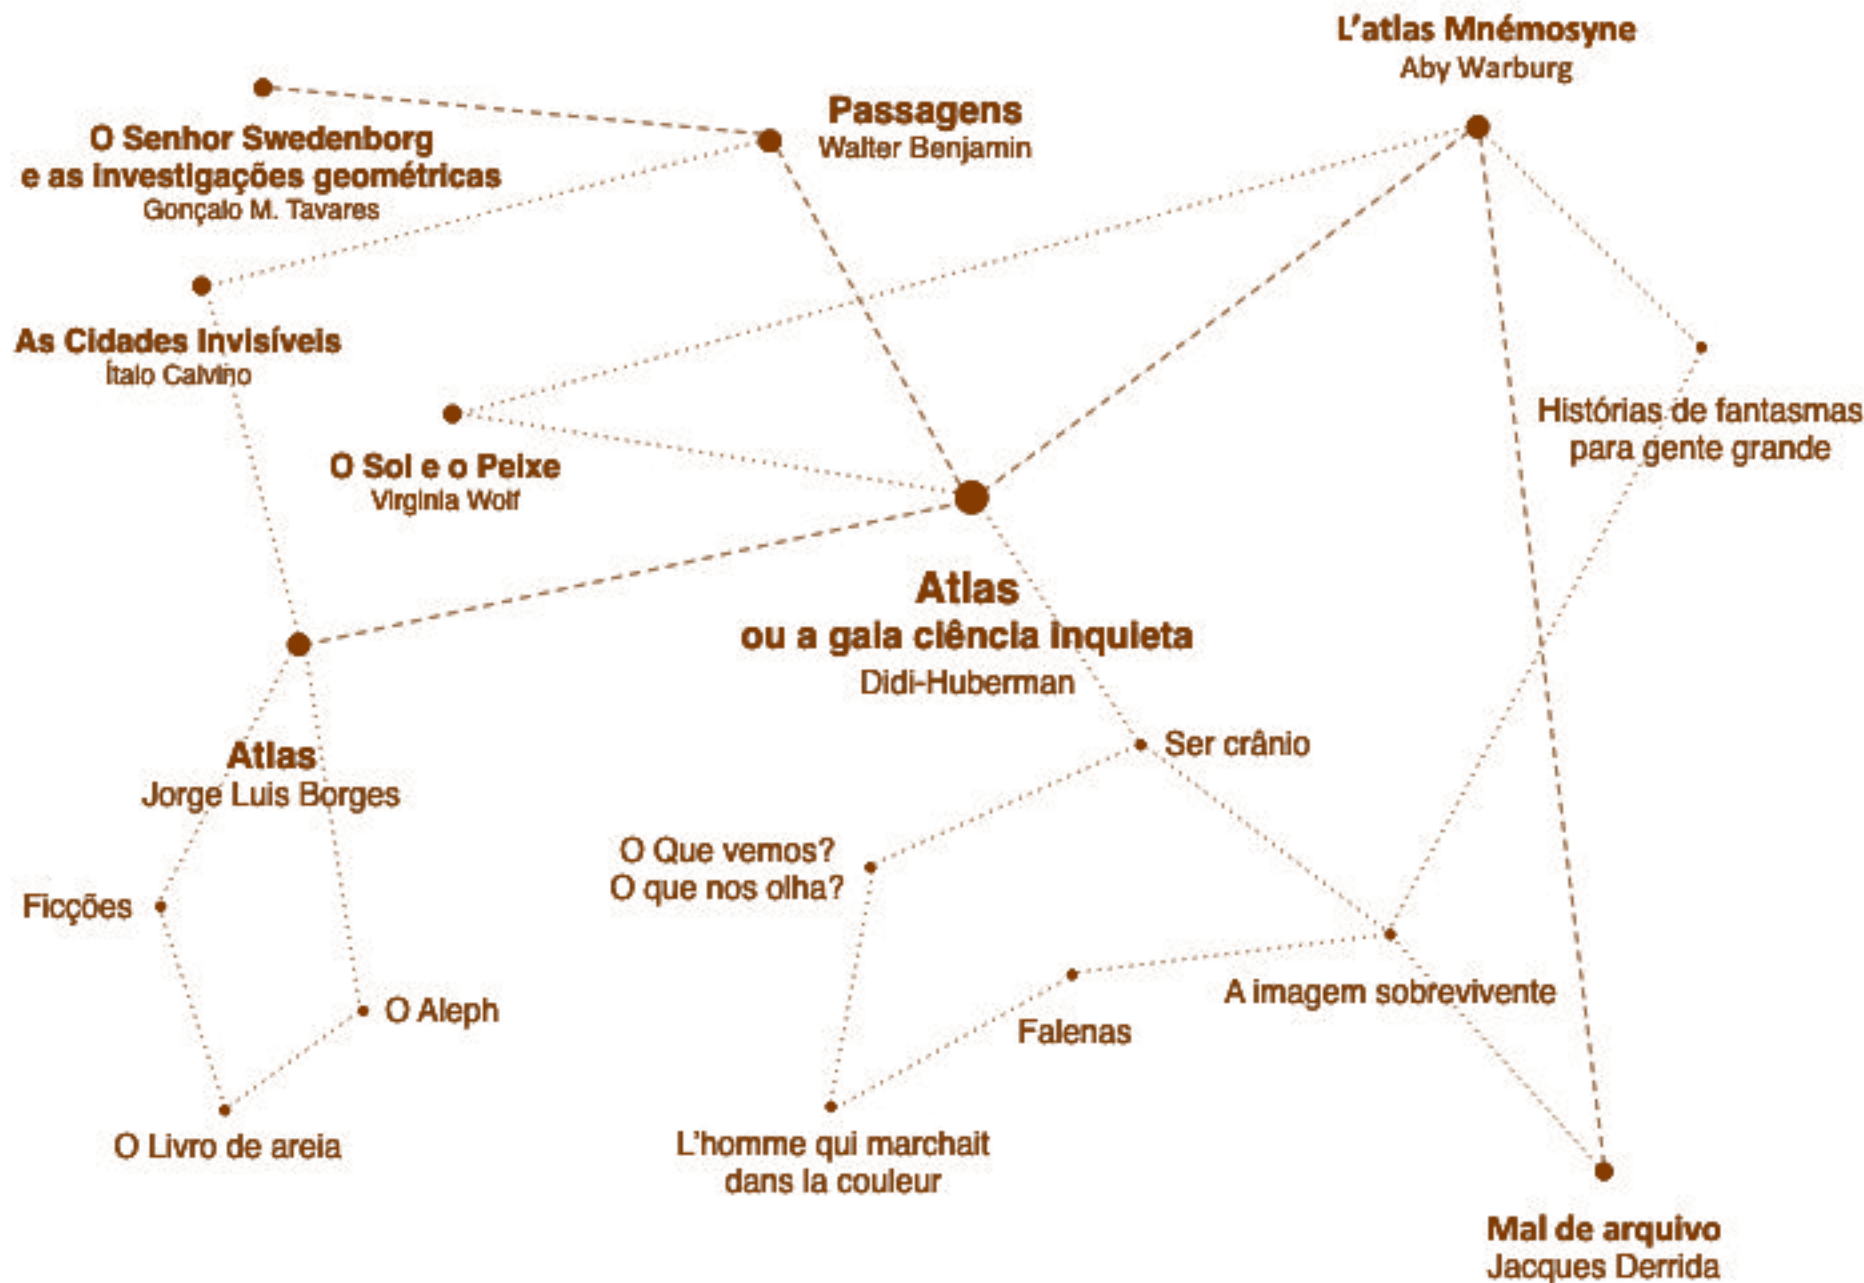 L'atlas Mnémosyne
Aby Warburg
Passagens
Walter Benjamin
O Senhor Swedenborg
e as investigações geométricas
Gonçalo M. Tavares
As Cidades Invisíveis
Ítalo Calvino
Histórias de fantasmas
para gente grande
O Sol e o Peixe
Virginia Wolf
Atlas
ou a gaia ciência inquieta
Didi-Huberman
Ser crânio
Atlas
Jorge Luis Borges
O Que vemos?
O que nos olha?
Ficções
O Aleph
A imagem sobrevivente
Falenas
O Livro de areia
L'homme qui marchait
dans la couleur
Mal de arquivo
Jacques Derrida